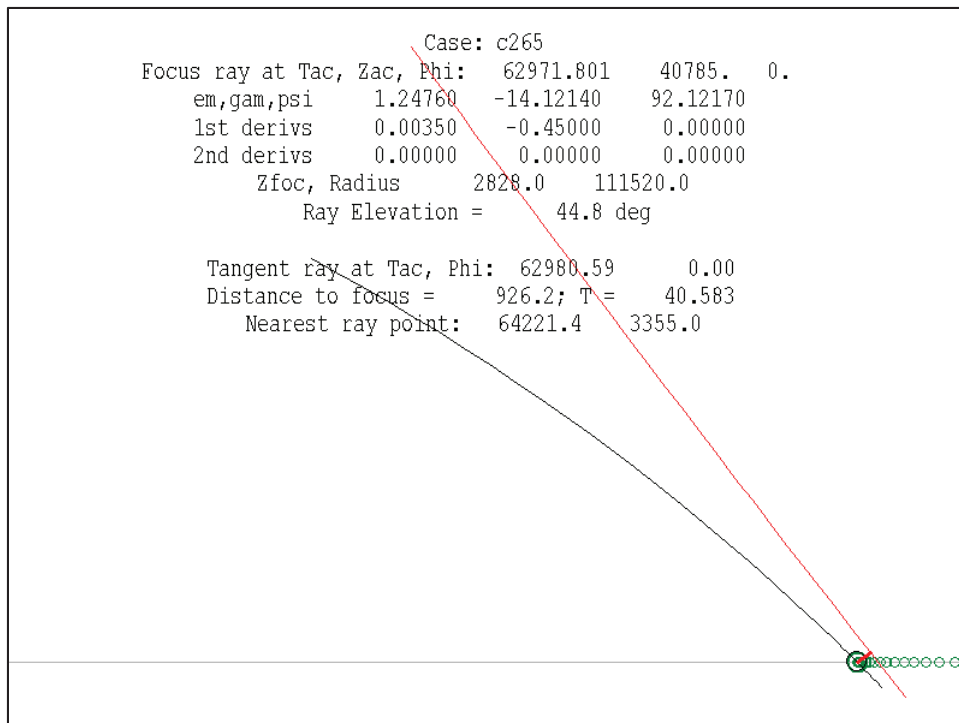 Case: c265
Focus ray at Tac, Zac, Phi: 62971.801 40785. 0.
em,gam,psi 1.24760 -14.12140 92.12170
1st derivs 0.00350 -0.45000 0.00000
2nd derivs 0.00000 0.00000 0.00000
Zfoc, Radius 2828.0 111520.0
Ray Elevation = 44.8 deg
Tangent ray at Tac, Phi: 62980.59 0.00
Distance to focus = 926.2; T = 40.583
Nearest ray point: 64221.4 3355.0